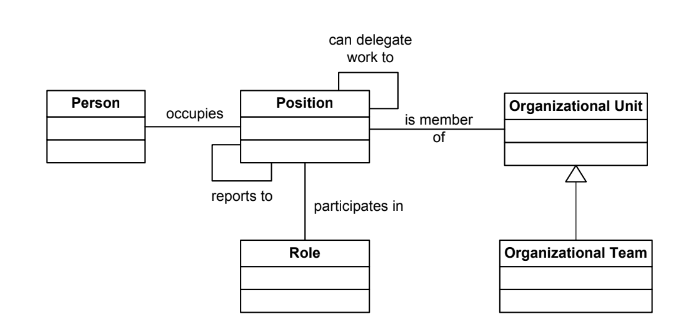 can delegate
work to
Person
Position
Organizational Unit
occupies
is member
of
reports to
participates in
Role
Organizational Team